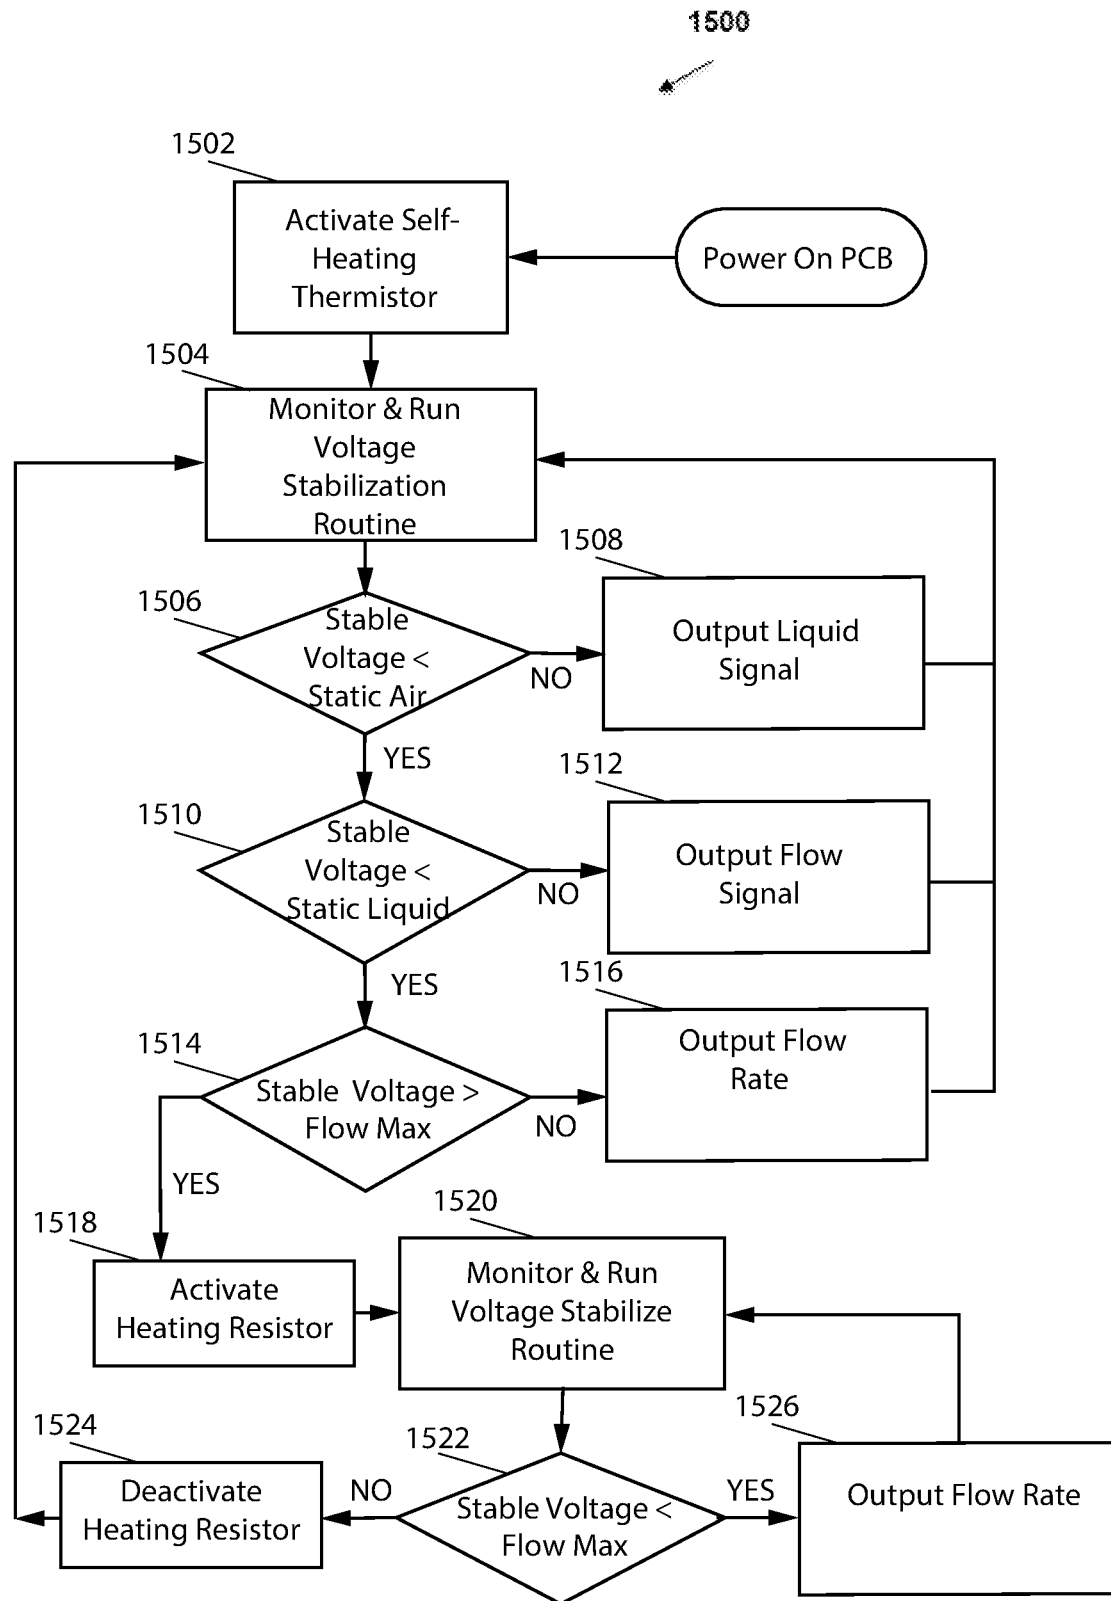 1500
1502
Activate Self-
Heating
Thermistor
Power On PCB
1504
Monitor & Run
Voltage
Stabilization
Routine
1506
Stable
Voltage <
Static Air
NO
1508
Output Liquid
Signal
YES
1510
Stable
Voltage <
Static Liquid
NO
1512
Output Flow
Signal
YES
1514
Stable Voltage >
Flow Max
NO
1516
Output Flow
Rate
YES
1518
Activate
Heating Resistor
1520
Monitor & Run
Voltage Stabilize
Routine
1522
Stable Voltage <
Flow Max
NO
1524
Deactivate
Heating Resistor
YES
1526
Output Flow Rate